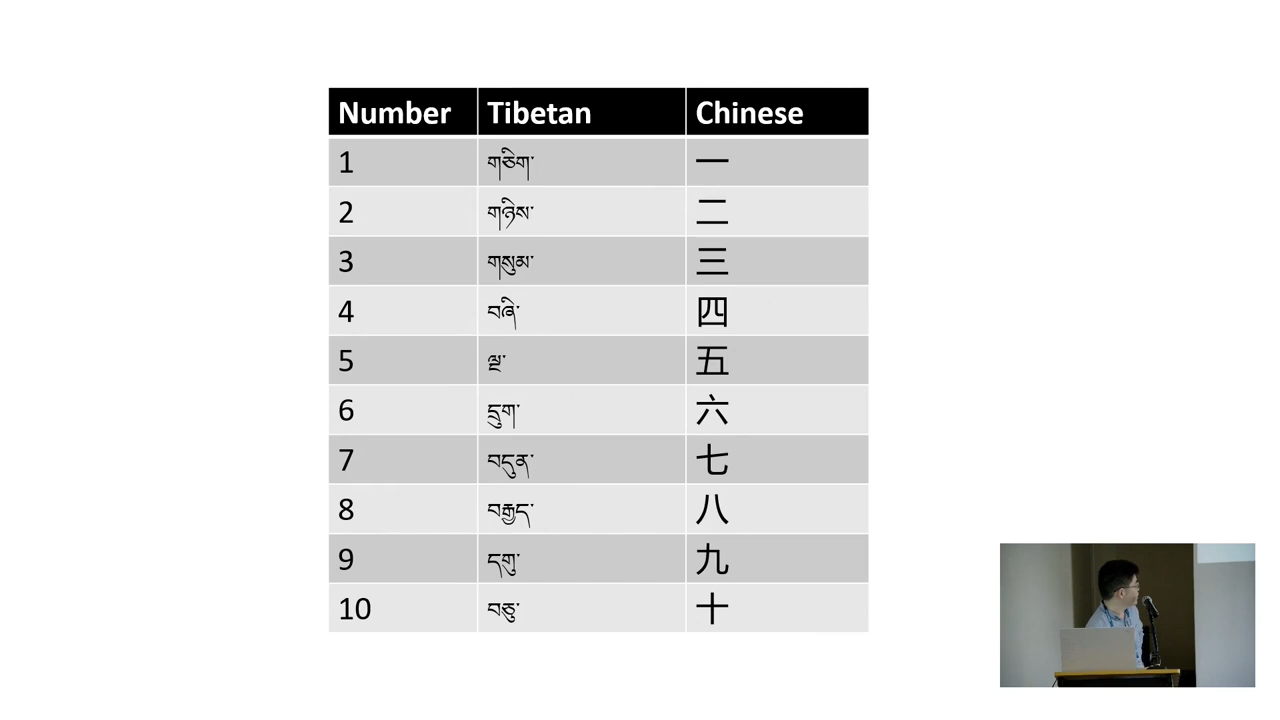 Number Tibetan Chinese
1 གཅིག་ 一
2 གཉིས་ 二
3 གསུམ་ 三
4 བཞི་ 四
5 ལྔ་ 五
6 དྲུག་ 六
7 བདུན་ 七
8 བརྒྱད་ 八
9 དགུ་ 九
10 བཅུ་ 十